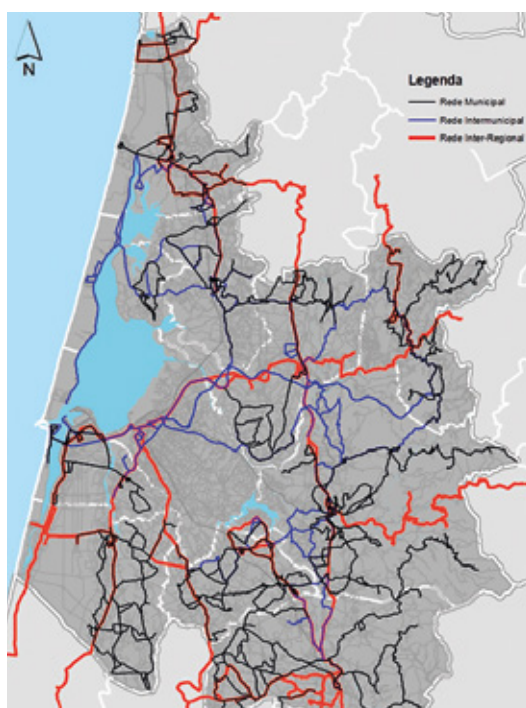 N
Legenda
Rede Municipal
Rede Intermunicipal
Rede Inter-Regional